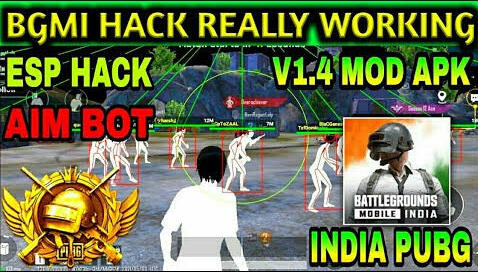 BGMI HACK REALLY WORKING
ESP HACK
V1.4 MOD APK
AIM BOT
BATTLEGROUNDS
MOBILE INDIA
INDIA PUBG